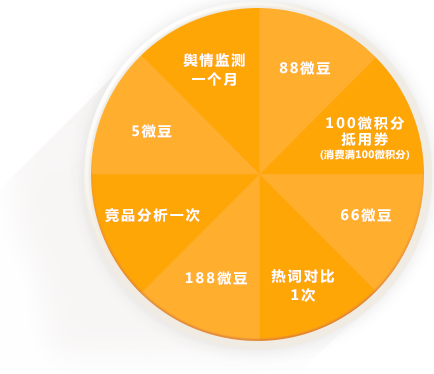 舆情监测
一个月
88微豆
100微积分
抵用券
(消费满100微积分)
66微豆
热词对比
1次
188微豆
竞品分析一次
5微豆